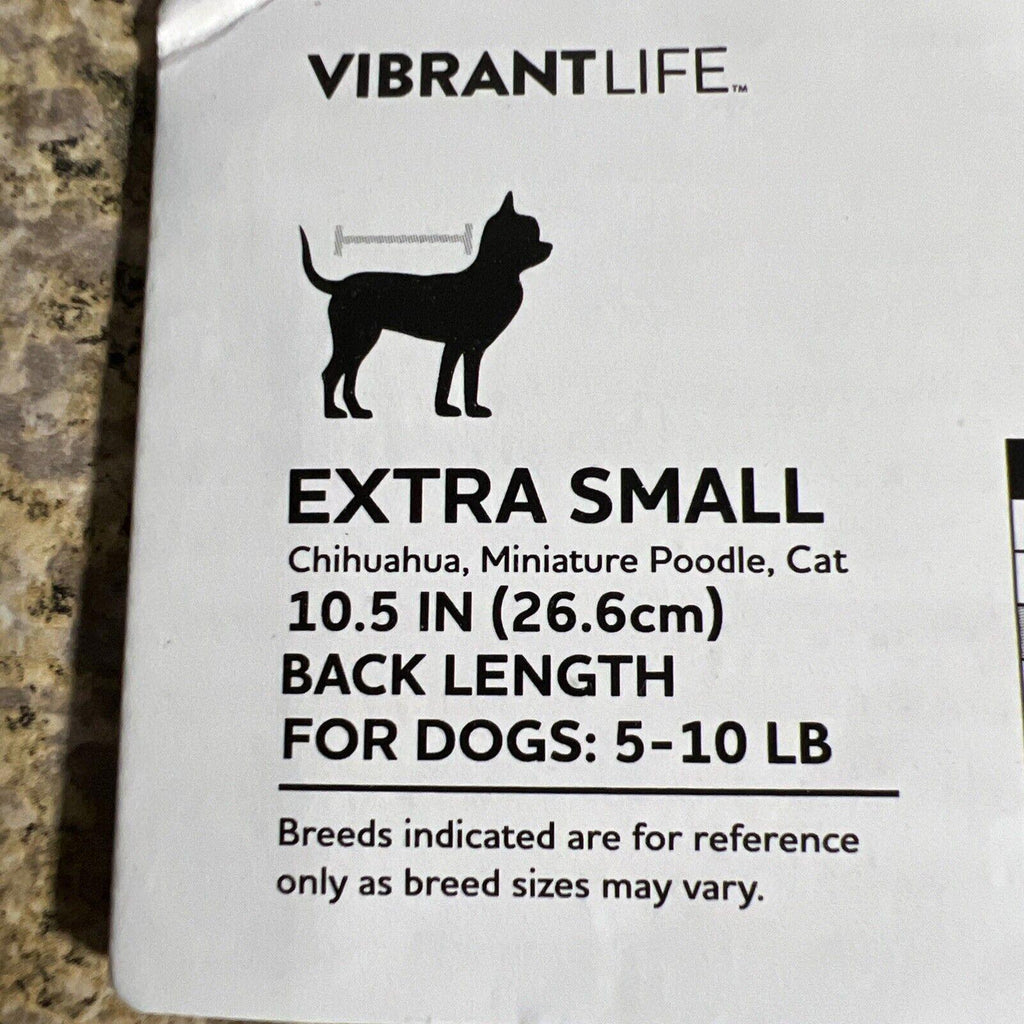 VIBRANTLIFE™
EXTRA SMALL
Chihuahua, Miniature Poodle, Cat
10.5 IN (26.6cm)
BACK LENGTH
FOR DOGS: 5-10 LB
Breeds indicated are for reference
only as breed sizes may vary.